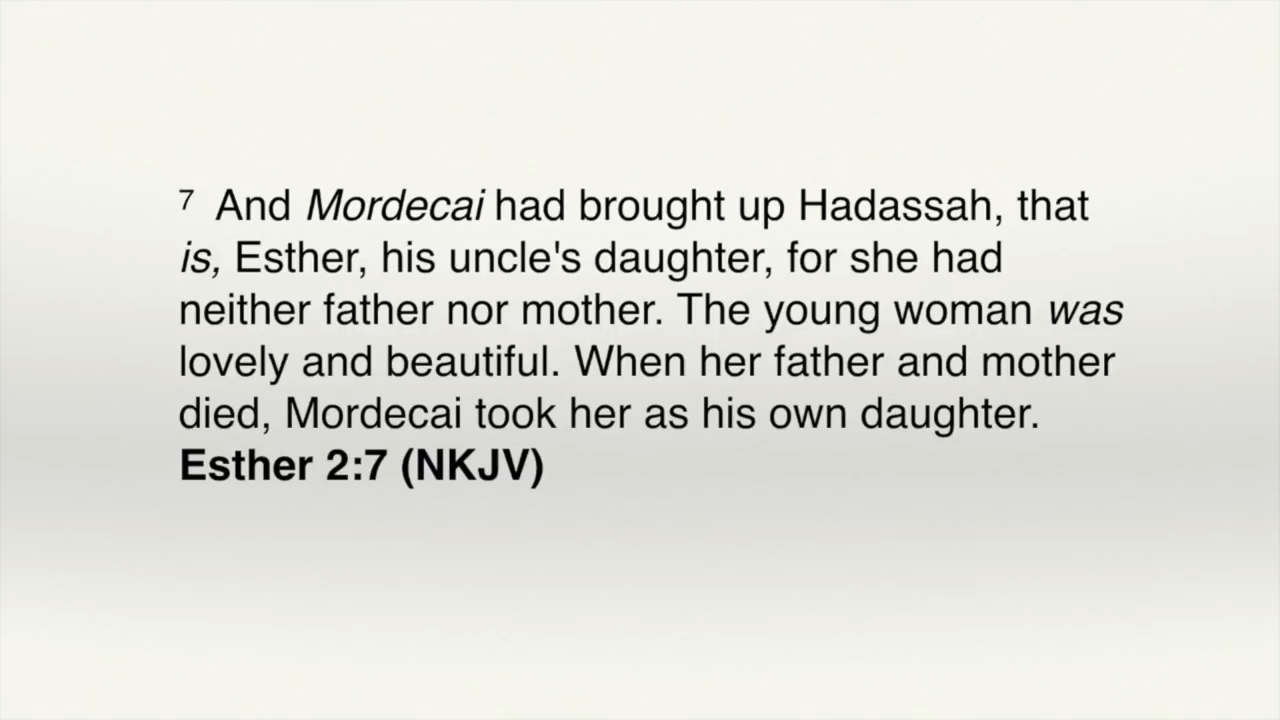 7 And Mordecai had brought up Hadassah, that
is, Esther, his uncle's daughter, for she had
neither father nor mother. The young woman was
lovely and beautiful. When her father and mother
died, Mordecai took her as his own daughter.
Esther 2:7 (NKJV)